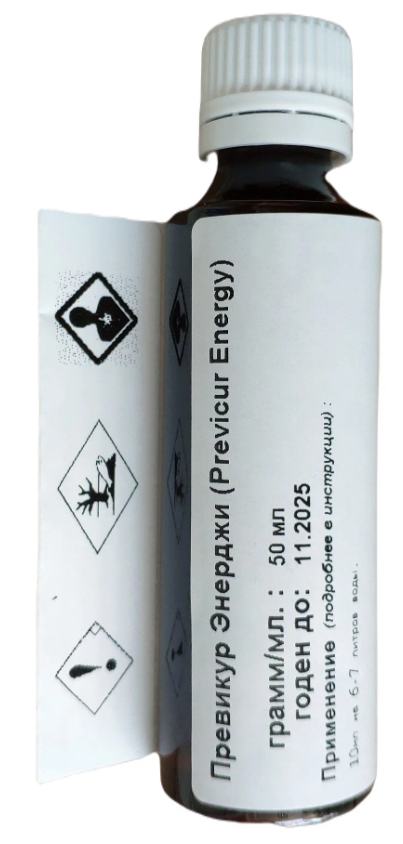 Превикур Энерджи (Previcur Energy)
грамм/мл. : 50 мл
годен до: 11.2025
Применение (подробнее в инструкции) :
10мл на 6-7 литров воды.